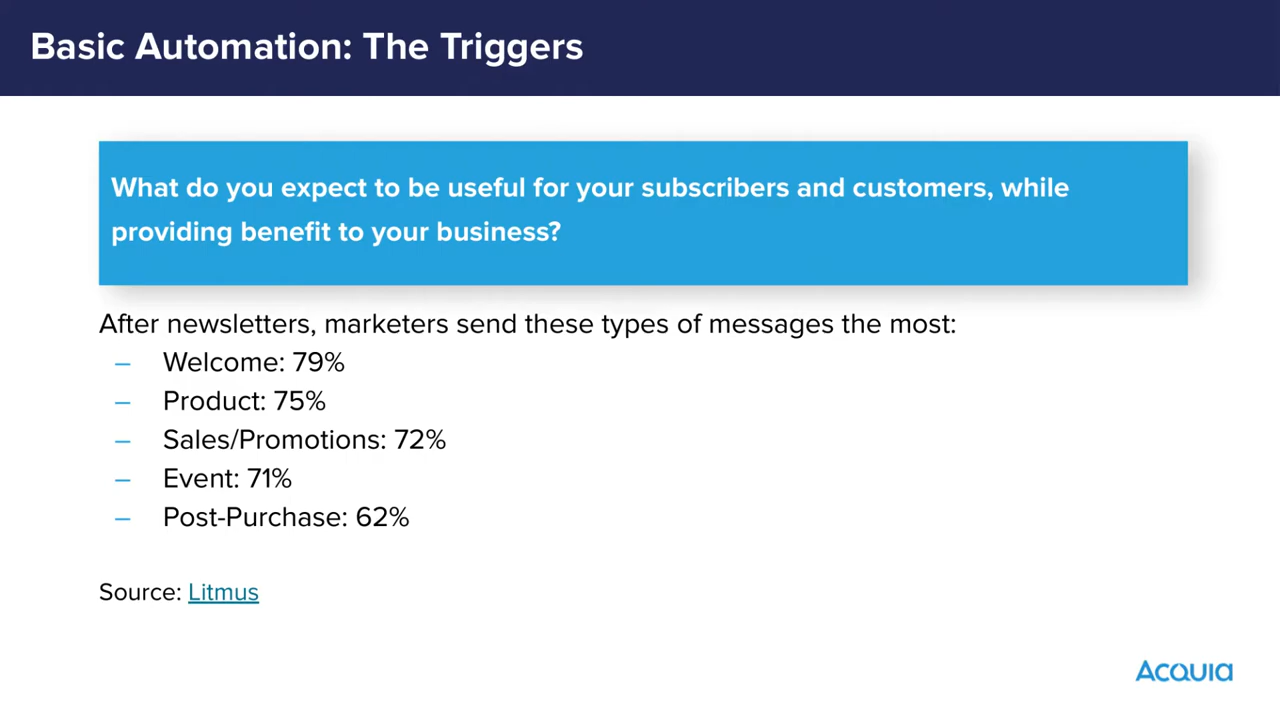 Basic Automation: The Triggers
What do you expect to be useful for your subscribers and customers, while
providing benefit to your business?
After newsletters, marketers send these types of messages the most:
– Welcome: 79%
– Product: 75%
– Sales/Promotions: 72%
– Event: 71%
– Post-Purchase: 62%
Source: Litmus
Acquia